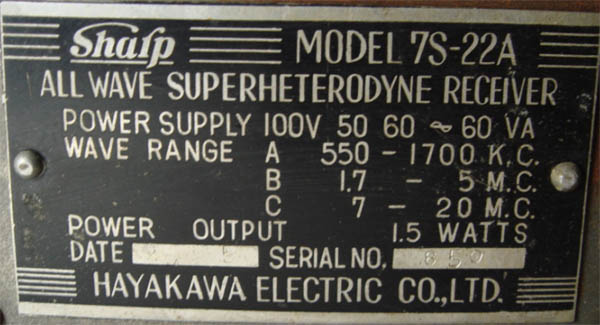 Sharp MODEL 7S-22A
ALL WAVE SUPERHETERODYNE RECEIVER
POWER SUPPLY 100V 50 60 ~ 60 VA
WAVE RANGE A 550 - 1700 K.C.
B 1.7 - 5 M.C.
C 7 - 20 M.C.
POWER OUTPUT 1.5 WATTS
DATE SERIAL NO.
HAYAKAWA ELECTRIC CO., LTD.